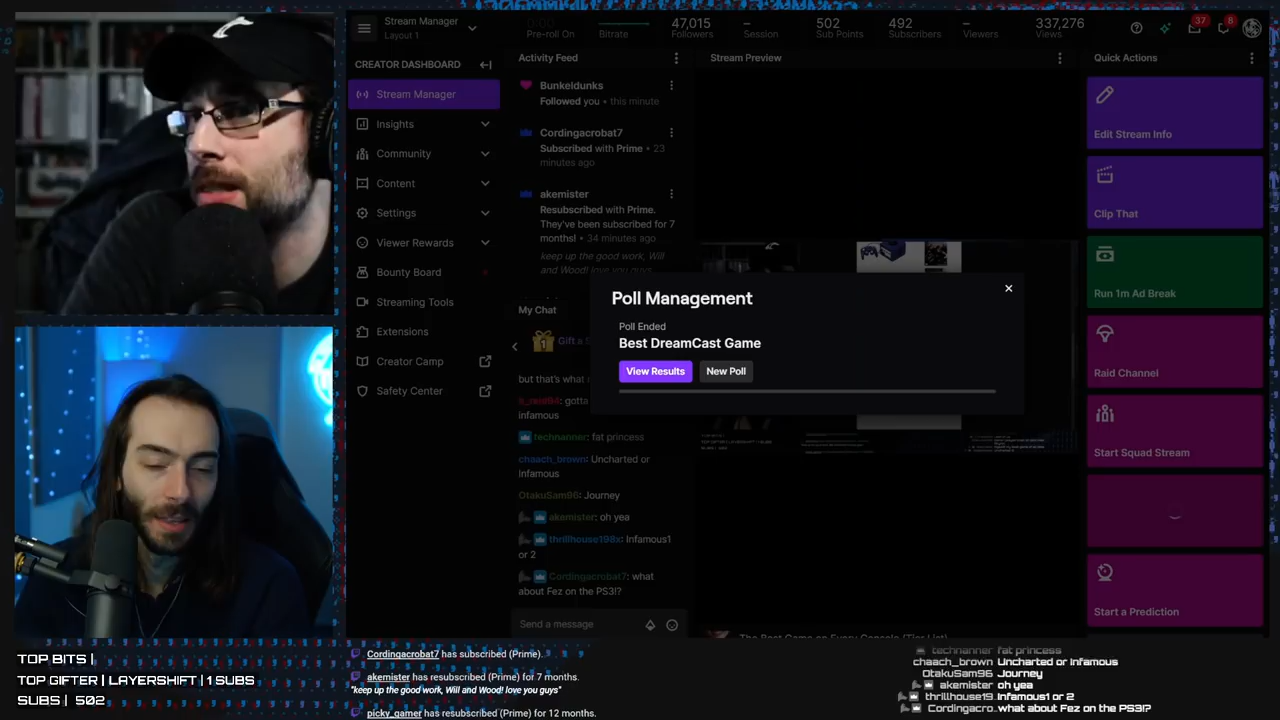 Stream Manager
Layout 1
0:00
Pre-roll On
Bitrate
47,015
Followers
–
Session
502
Sub Points
492
Subscribers
–
Viewers
337,276
Views
37
8
CREATOR DASHBOARD
Stream Manager
Insights
Community
Content
Settings
Viewer Rewards
Bounty Board
Streaming Tools
Extensions
Creator Camp
Safety Center
Activity Feed
Bunkeldunks
Followed you • this minute
Cordingacrobat7
Subscribed with Prime • 23
minutes ago
akemister
Resubscribed with Prime.
They've been subscribed for 7
months! • 34 minutes ago
keep up the good work, Will
and Wood! love you guys
My Chat
1
Gift a S
but that's what
gotta
infamous
technanner: fat princess
chaach_brown: Uncharted or
Infamous
OtakuSam96: Journey
akemister: oh yea
thrillhouse198x: Infamous1
or 2
Cordingacrobat7: what
about Fez on the PS3!?
Send a message
Stream Preview
Poll Management
Poll Ended
Best DreamCast Game
View Results
New Poll
The Best Game on Every Console (Tier List)
Quick Actions
Edit Stream Info
Clip That
Run 1m Ad Break
Raid Channel
Start Squad Stream
Start a Prediction
TOP BITS |
TOP GIFTER | LAYERSHIFT | 1 SUBS
SUBS | 502
Cordingacrobat7 has subscribed (Prime).
akemister has resubscribed (Prime) for 7 months.
"keep up the good work, Will and Wood! love you guys"
picky_gamer has resubscribed (Prime) for 12 months.
technanner fat princess
chaach_brown Uncharted or Infamous
OtakuSam96 Journey
akemister oh yea
thrillhouse19 Infamous1 or 2
Cordingacro.. what about Fez on the PS3!?